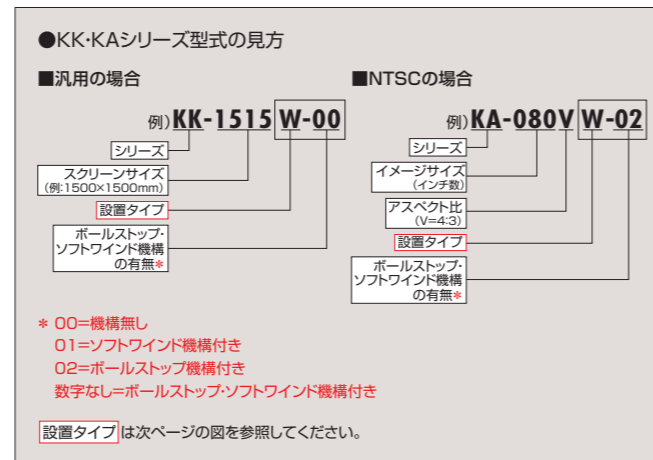 ●KK・KAシリーズ型式の見方
■汎用の場合
例)KK-1515W-00
シリーズ
スクリーンサイズ
(例:1500×1500mm)
設置タイプ
ボールストップ・
ソフトワインド機構
の有無*
■NTSCの場合
例)KA-080VW-02
シリーズ
イメージサイズ
(インチ数)
アスペクト比
(V=4:3)
設置タイプ
ボールストップ・
ソフトワインド機構
の有無*
* 00=機構無し
01=ソフトワインド機構付き
02=ボールストップ機構付き
数字なし=ボールストップ・ソフトワインド機構付き
設置タイプは次ページの図を参照してください。